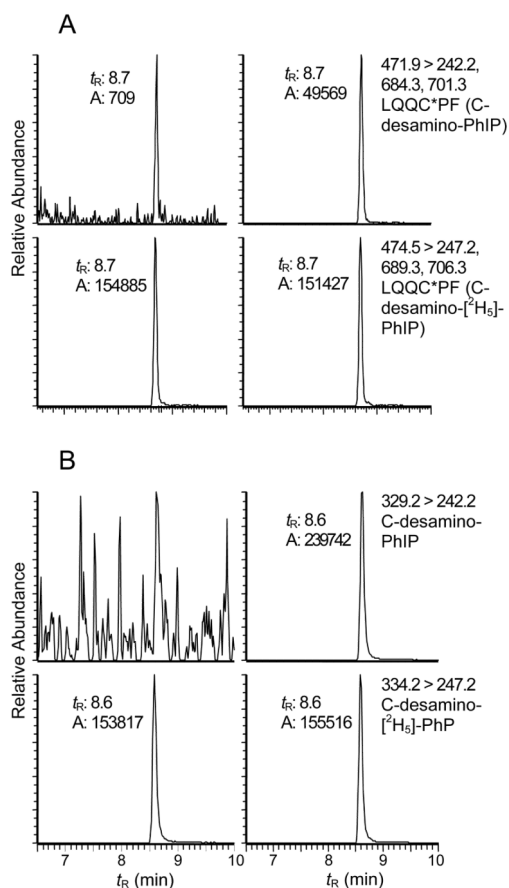 A
tR: 8.7
A: 709
tR: 8.7
A: 49569
471.9 > 242.2,
684.3, 701.3
LQQC*PF (C-
desamino-PhIP)
Relative Abundance
tR: 8.7
A: 154885
tR: 8.7
A: 151427
474.5 > 247.2,
689.3, 706.3
LQQC*PF (C-
desamino-[²H₅]-
PhIP)
B
tR: 8.6
A: 239742
329.2 > 242.2
C-desamino-
PhIP
Relative Abundance
tR: 8.6
A: 153817
tR: 8.6
A: 155516
334.2 > 247.2
C-desamino-
[²H₅]-PhP
7 8 9 10 7 8 9 10
tR (min) tR (min)